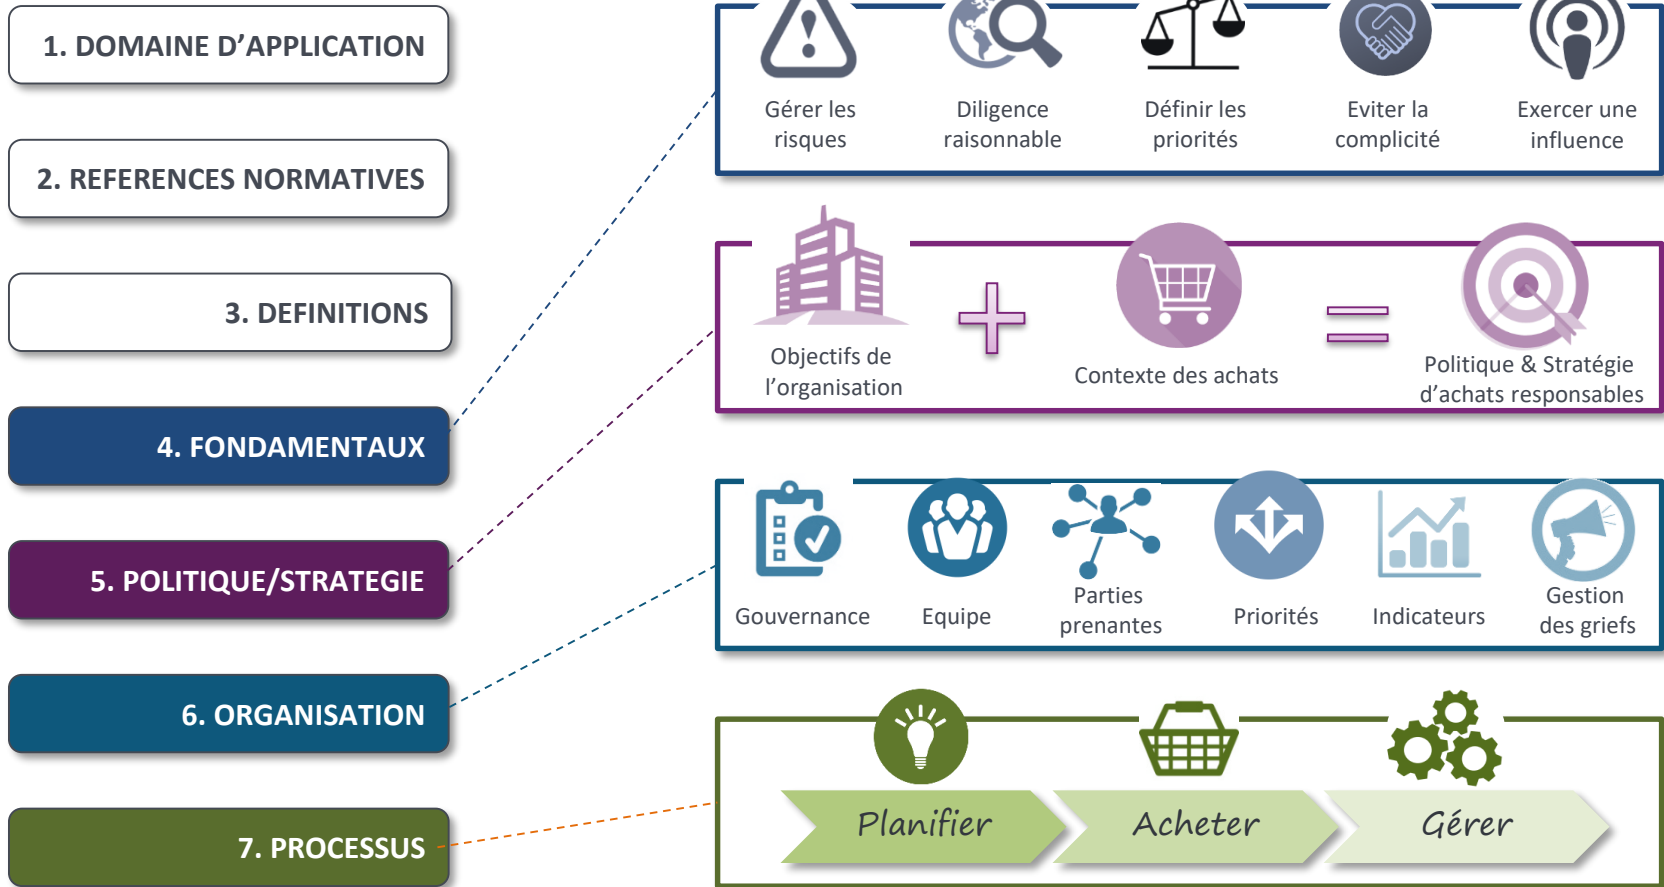 1. DOMAINE D’APPLICATION
2. REFERENCES NORMATIVES
3. DEFINITIONS
4. FONDAMENTAUX
5. POLITIQUE/STRATEGIE
6. ORGANISATION
7. PROCESSUS
Gérer les
risques
Diligence
raisonnable
Définir les
priorités
Eviter la
complicité
Exercer une
influence
Objectifs de
l’organisation
Contexte des achats
Politique & Stratégie
d’achats responsables
Gouvernance
Equipe
Parties
prenantes
Priorités
Indicateurs
Gestion
des griefs
Planifier
Acheter
Gérer